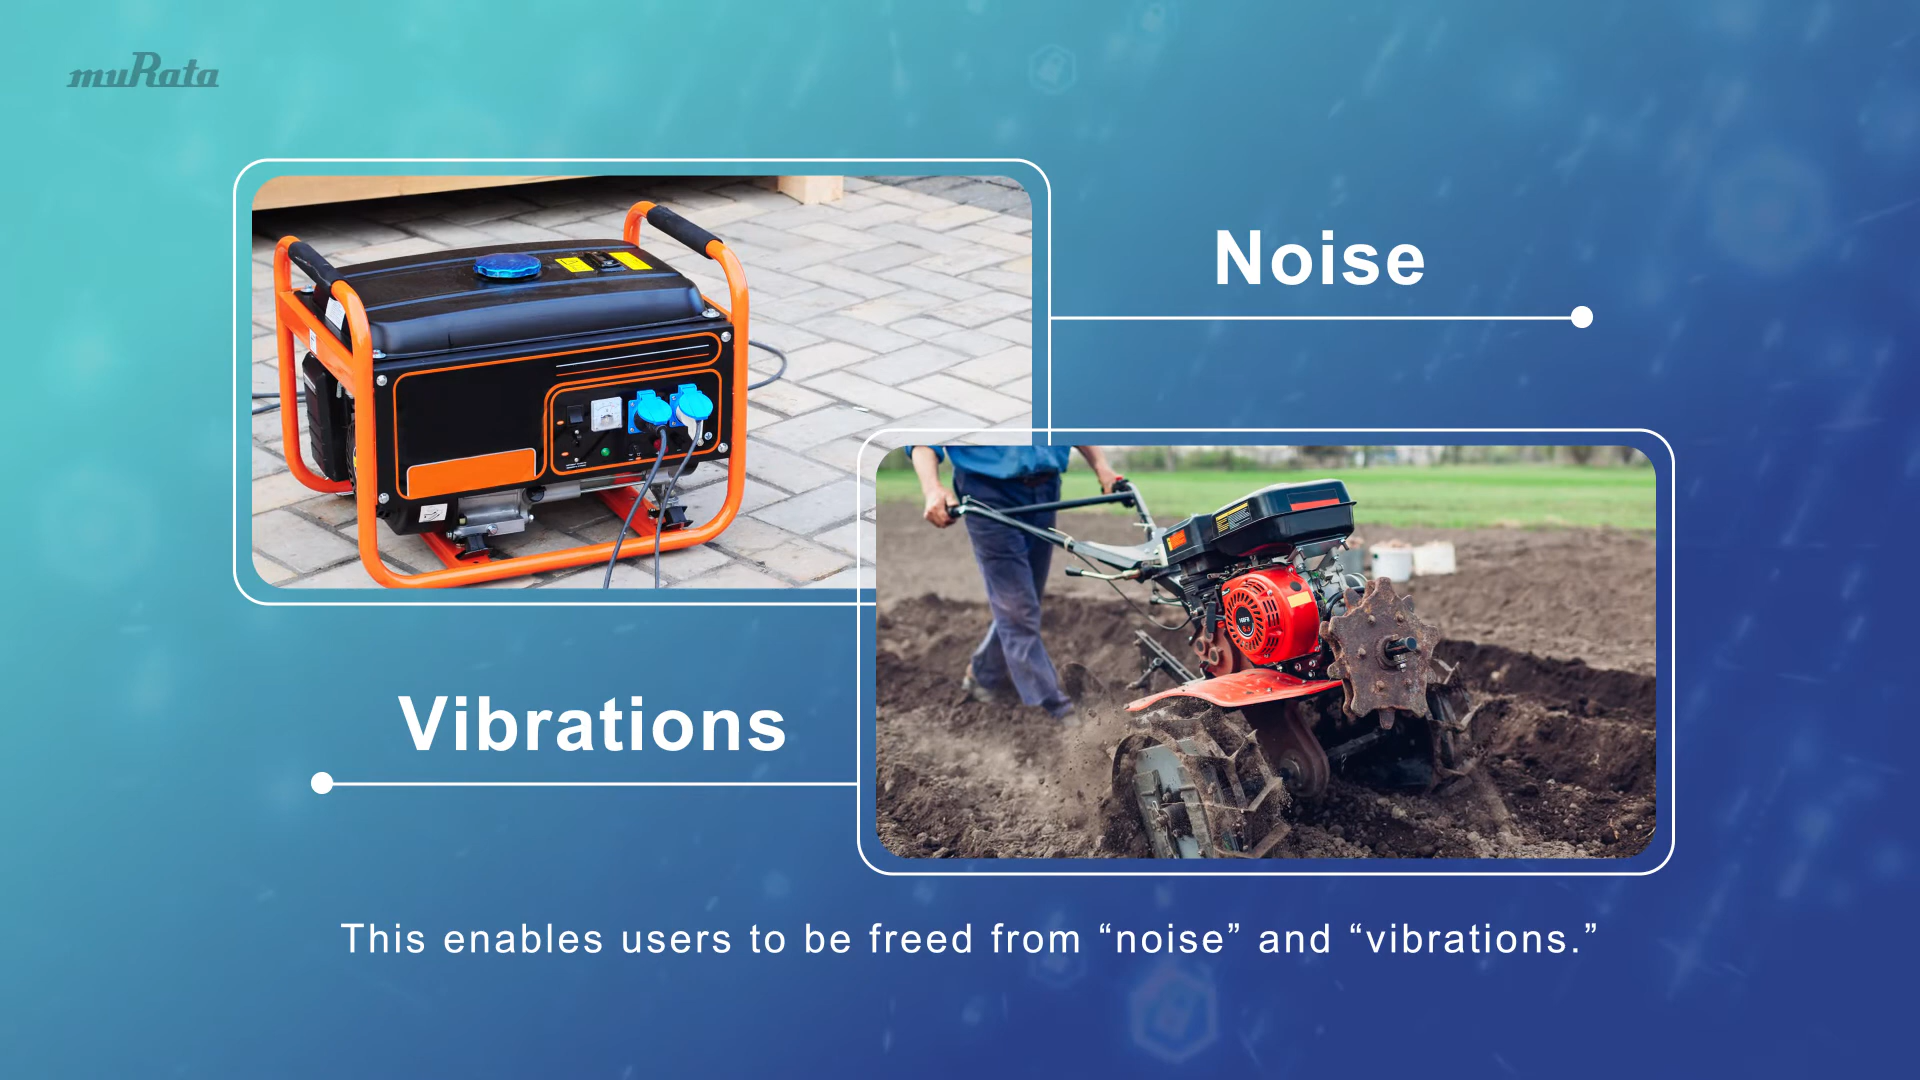 muRata
Noise
Vibrations
This enables users to be freed from “noise” and “vibrations.”